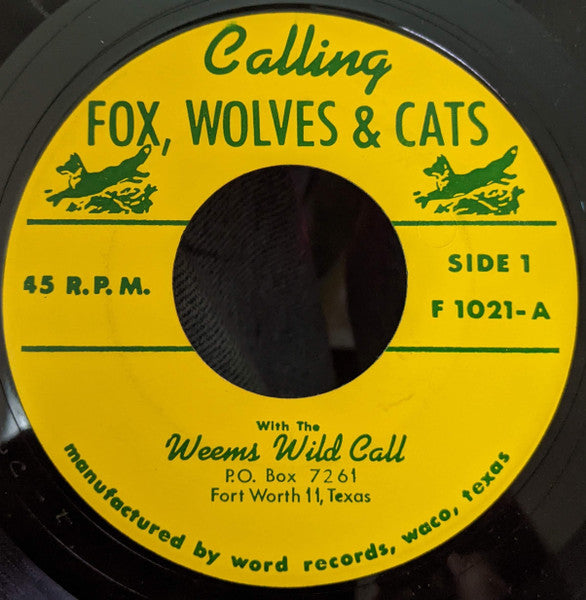 Calling
FOX, WOLVES & CATS
45 R.P.M.
SIDE 1
F 1021-A
With The
Weems Wild Call
P.O. Box 7261
Fort Worth 11, Texas
manufactured by word records, waco, texas